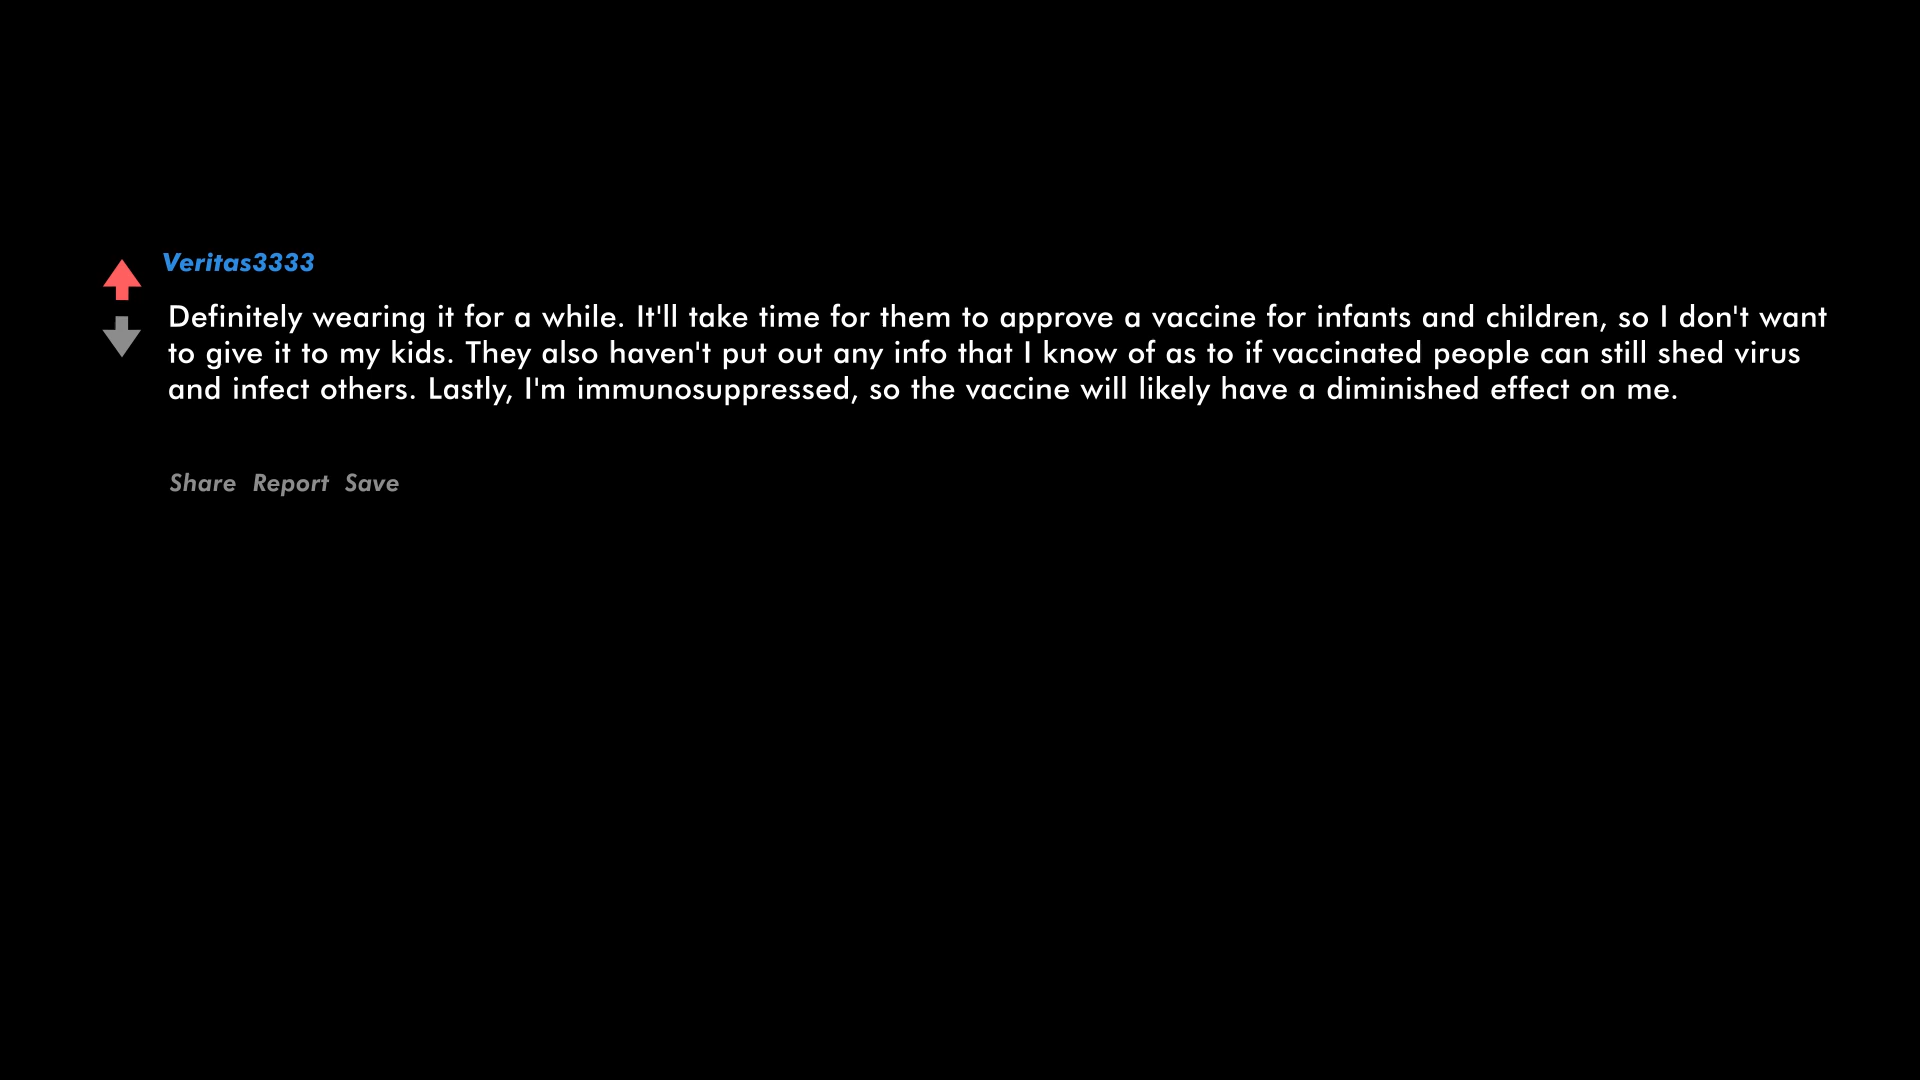 Veritas3333
Definitely wearing it for a while. It'll take time for them to approve a vaccine for infants and children, so I don't want
to give it to my kids. They also haven't put out any info that I know of as to if vaccinated people can still shed virus
and infect others. Lastly, I'm immunosuppressed, so the vaccine will likely have a diminished effect on me.
Share Report Save